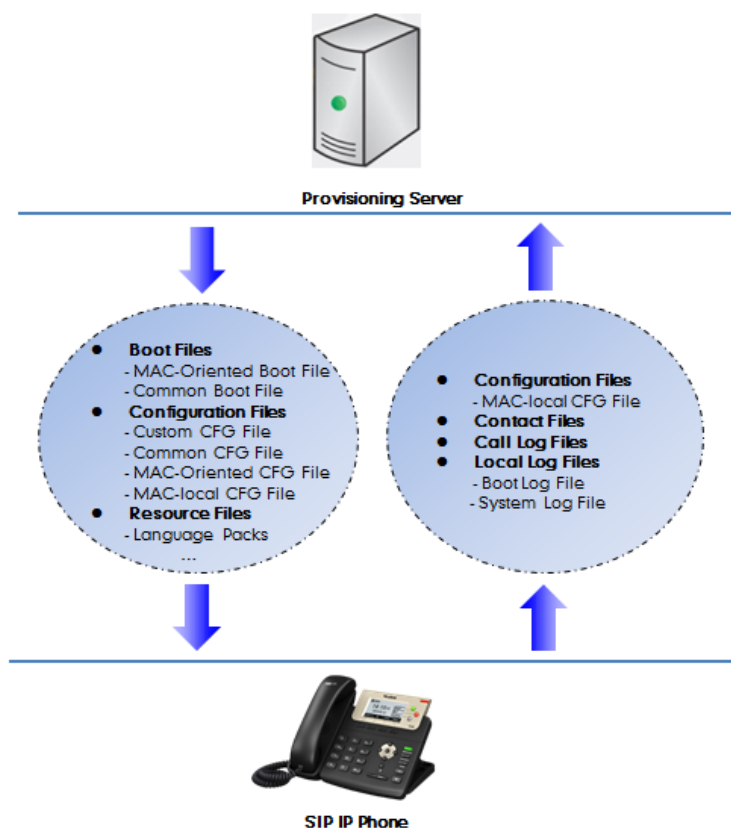 Provisioning Server
● Boot Files
- MAC-Oriented Boot File
- Common Boot File
● Configuration Files
- Custom CFG File
- Common CFG File
- MAC-Oriented CFG File
- MAC-local CFG File
● Resource Files
- Language Packs
...
● Configuration Files
- MAC-local CFG File
● Contact Files
● Call Log Files
● Local Log Files
- Boot Log File
- System Log File
SIP IP Phone